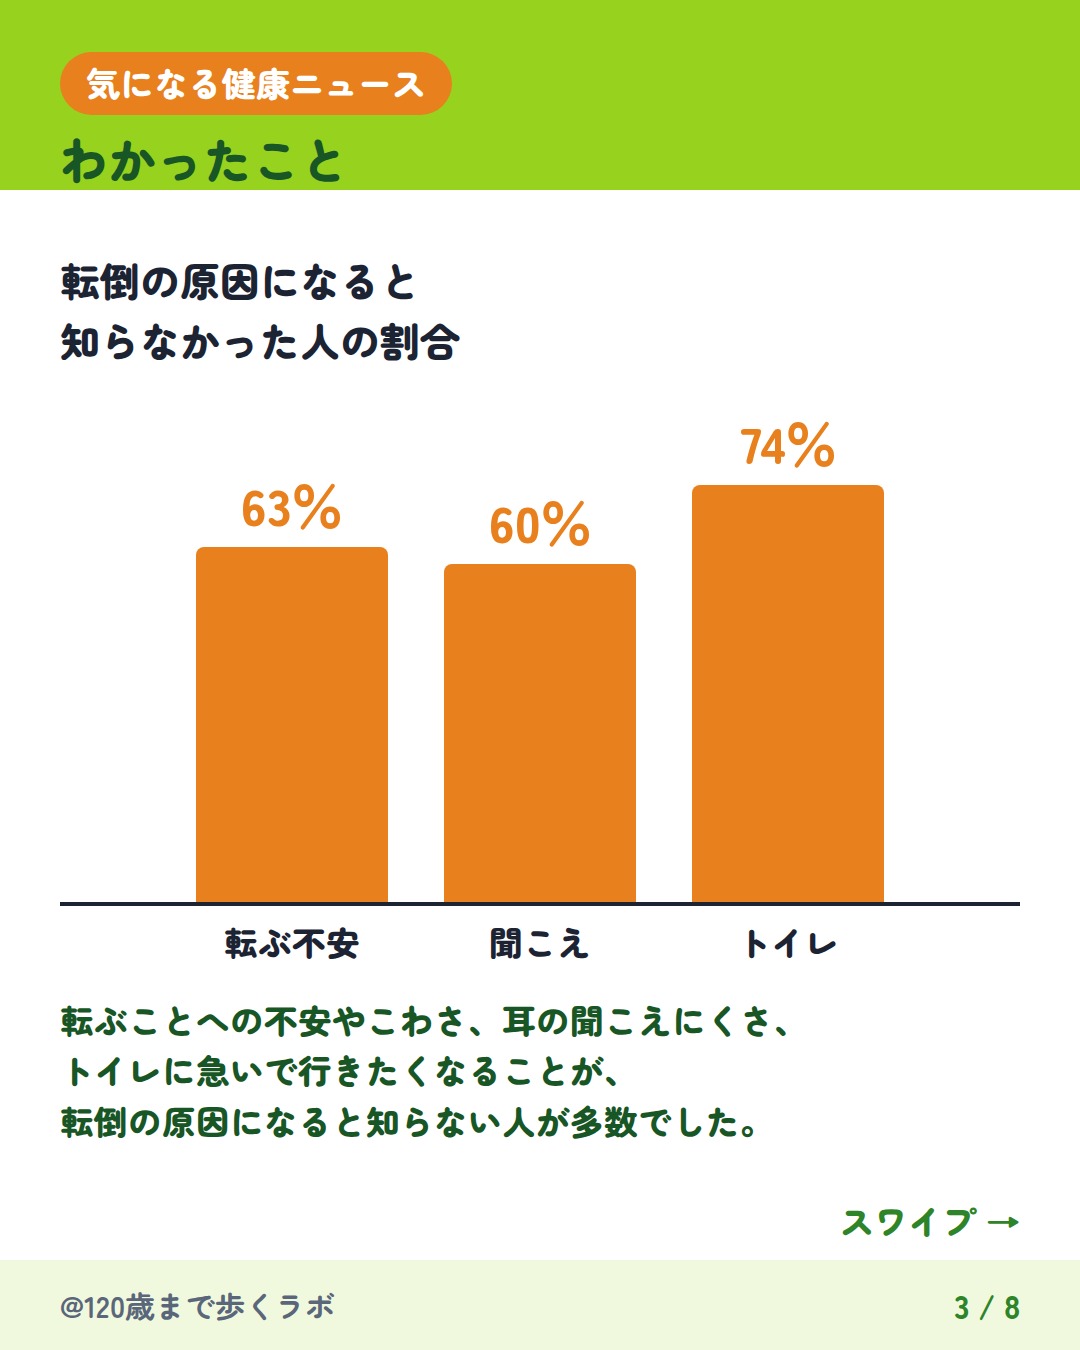 気になる健康ニュース
わかったこと
転倒の原因になると
知らなかった人の割合
63%
60%
74%
転ぶ不安
聞こえ
トイレ
転ぶことへの不安やこわさ、耳の聞こえにくさ、
トイレに急いで行きたくなることが、
転倒の原因になると知らない人が多数でした。
スワイプ →
@120歳まで歩くラボ
3 / 8